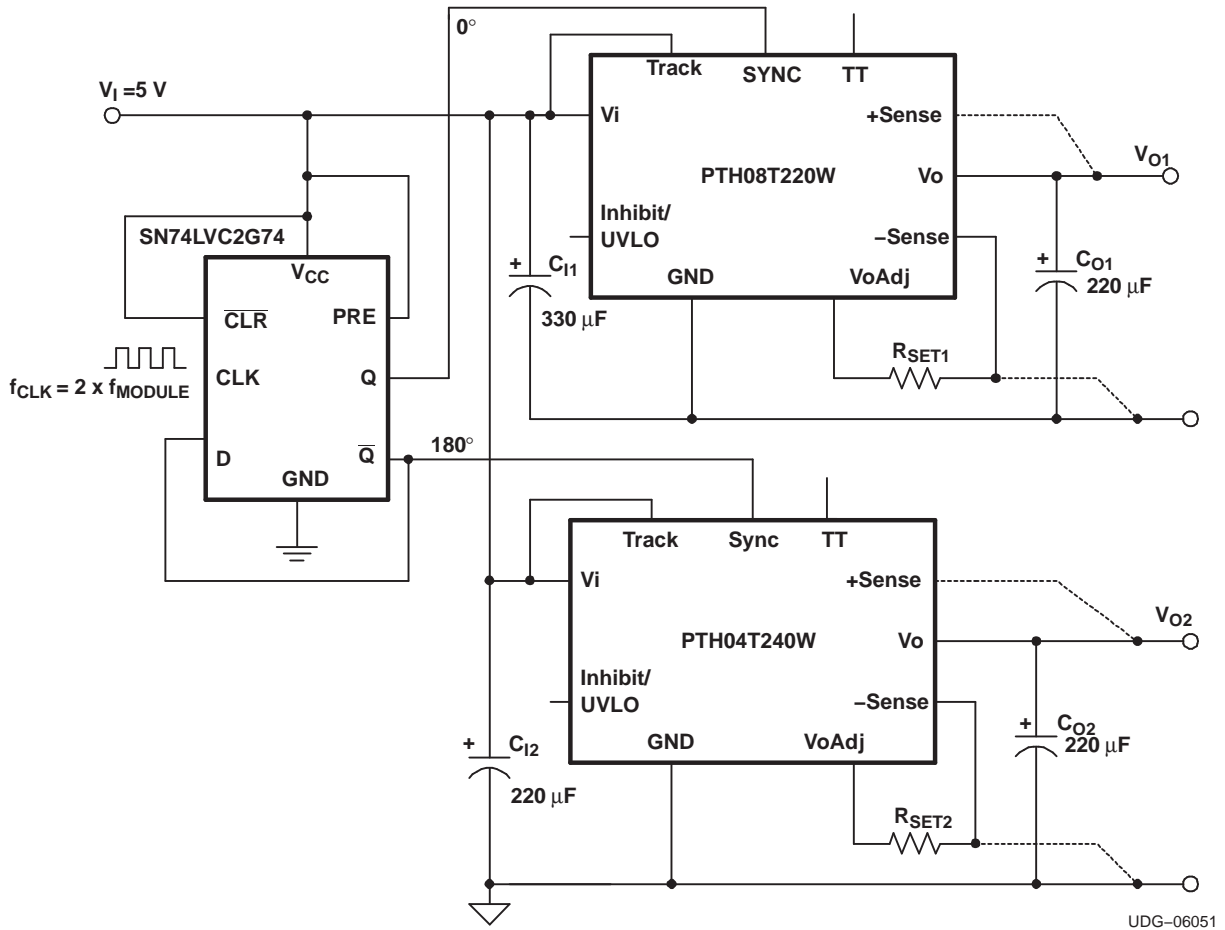 0°
Track
SYNC
TT
V_I =5 V
Vi
+Sense
V_O1
PTH08T220W
Vo
Inhibit/
UVLO
–Sense
SN74LVC2G74
V_CC
+
C_I1
330 μF
GND
VoAdj
+
C_O1
220 μF
C̅L̅R̅
PRE
R_SET1
f_CLK = 2 x f_MODULE
CLK
Q
D
Q̅
180°
GND
Track
Sync
TT
Vi
+Sense
V_O2
PTH04T240W
Vo
Inhibit/
UVLO
–Sense
+
C_I2
220 μF
GND
VoAdj
+
C_O2
220 μF
R_SET2
UDG–06051